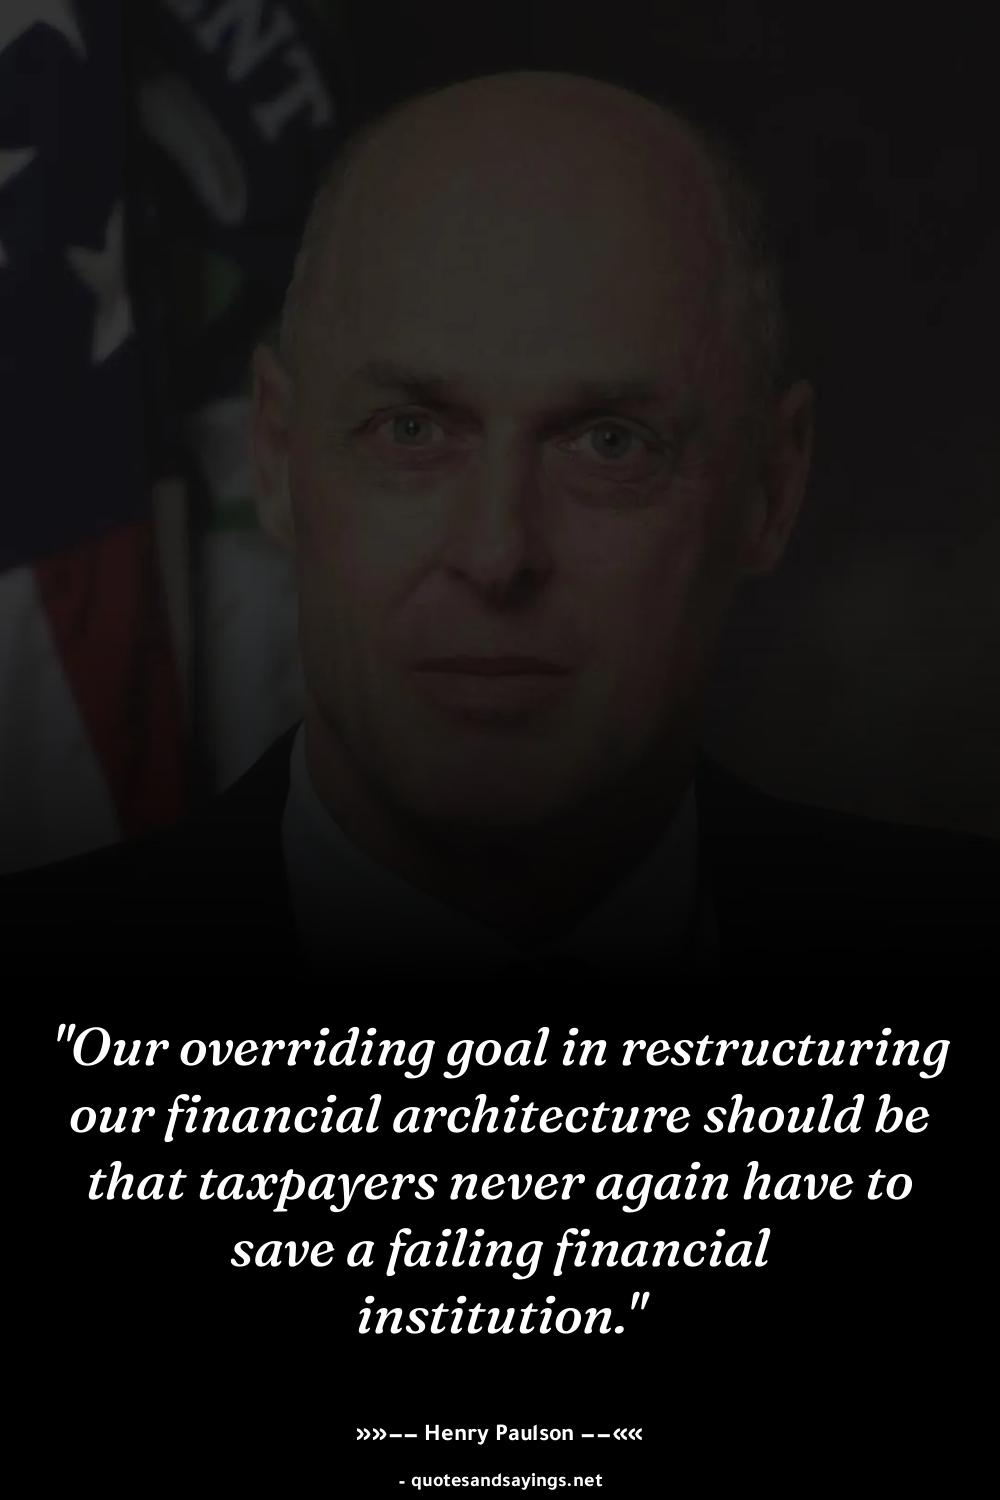 ENT
"Our overriding goal in restructuring
our financial architecture should be
that taxpayers never again have to
save a failing financial
institution."
»»–– Henry Paulson ––««
- quotesandsayings.net